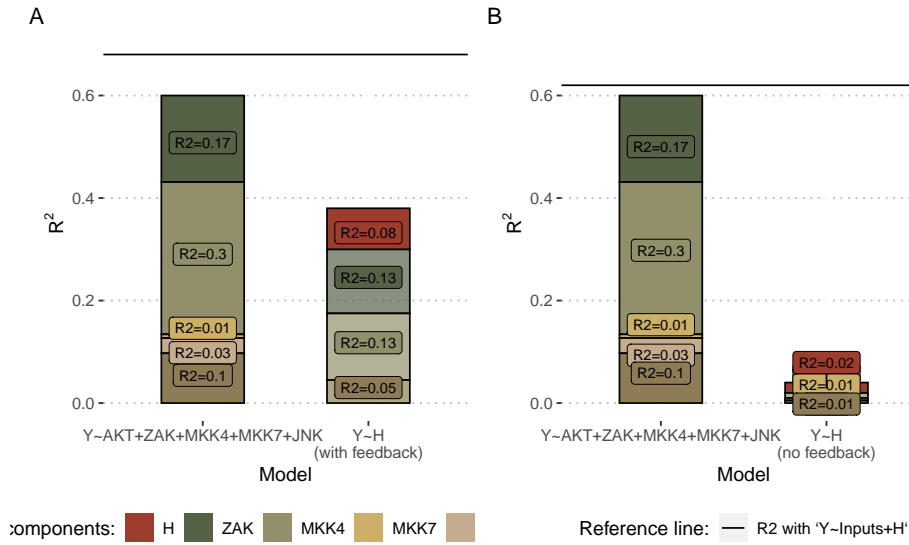 A
B
R2
0.6
0.4
0.2
0.0
R2=0.17
R2=0.3
R2=0.01
R2=0.03
R2=0.1
R2=0.08
R2=0.13
R2=0.13
R2=0.05
Y~AKT+ZAK+MKK4+MKK7+JNK
Y~H
(with feedback)
Model
R2
0.6
0.4
0.2
0.0
R2=0.17
R2=0.3
R2=0.01
R2=0.03
R2=0.1
R2=0.02
R2=0.01
R2=0.01
Y~AKT+ZAK+MKK4+MKK7+JNK
Y~H
(no feedback)
Model
components: H ZAK MKK4 MKK7
Reference line: R2 with ‘Y~Inputs+H‘